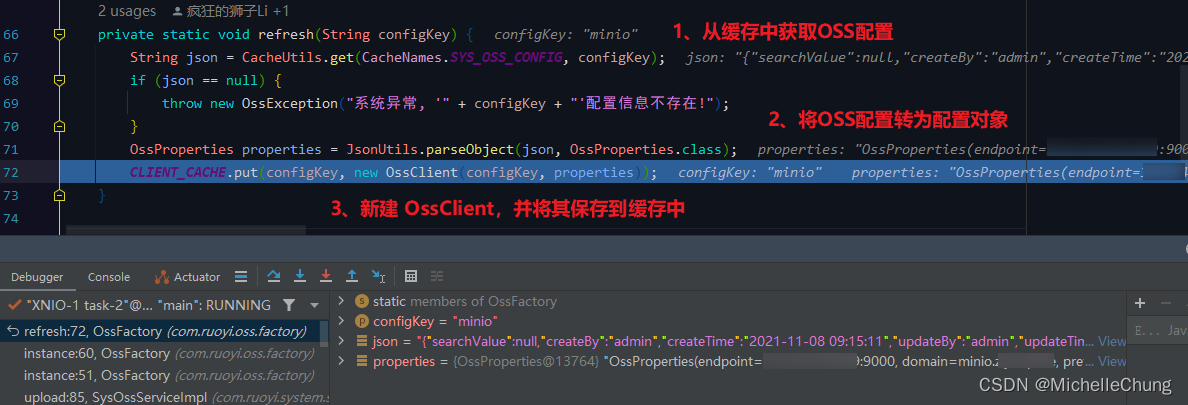 2 usages 疯狂的狮子Li +1
66 private static void refresh(String configKey) { configKey: "minio"
1、从缓存中获取OSS配置
67 String json = CacheUtils.get(CacheNames.SYS_OSS_CONFIG, configKey); json: "{"searchValue":null,"createBy":"admin","createTime":"202
68 if (json == null) {
69 throw new OssException("系统异常, '" + configKey + "'配置信息不存在!");
70 }
2、将OSS配置转为配置对象
71 OssProperties properties = JsonUtils.parseObject(json, OssProperties.class); properties: "OssProperties(endpoint= :900
72 CLIENT_CACHE.put(configKey, new OssClient(configKey, properties)); configKey: "minio" properties: "OssProperties(endpoint=
73 }
3、新建 OssClient，并将其保存到缓存中
74
Debugger Console Actuator
"XNIO-1 task-2"@... "main": RUNNING
refresh:72, OssFactory (com.ruoyi.oss.factory)
instance:60, OssFactory (com.ruoyi.oss.factory)
instance:51, OssFactory (com.ruoyi.oss.factory)
upload:85, SysOssServiceImpl (com.ruoyi.system.s
static members of OssFactory
configKey = "minio"
json = "{"searchValue":null,"createBy":"admin","createTime":"2021-11-08 09:15:11","updateBy":"admin","updateTin... View
properties = {OssProperties@13764} "OssProperties(endpoint= :9000, domain=minio.z e, pre... View
E... Jav
CSDN @MichelleChung